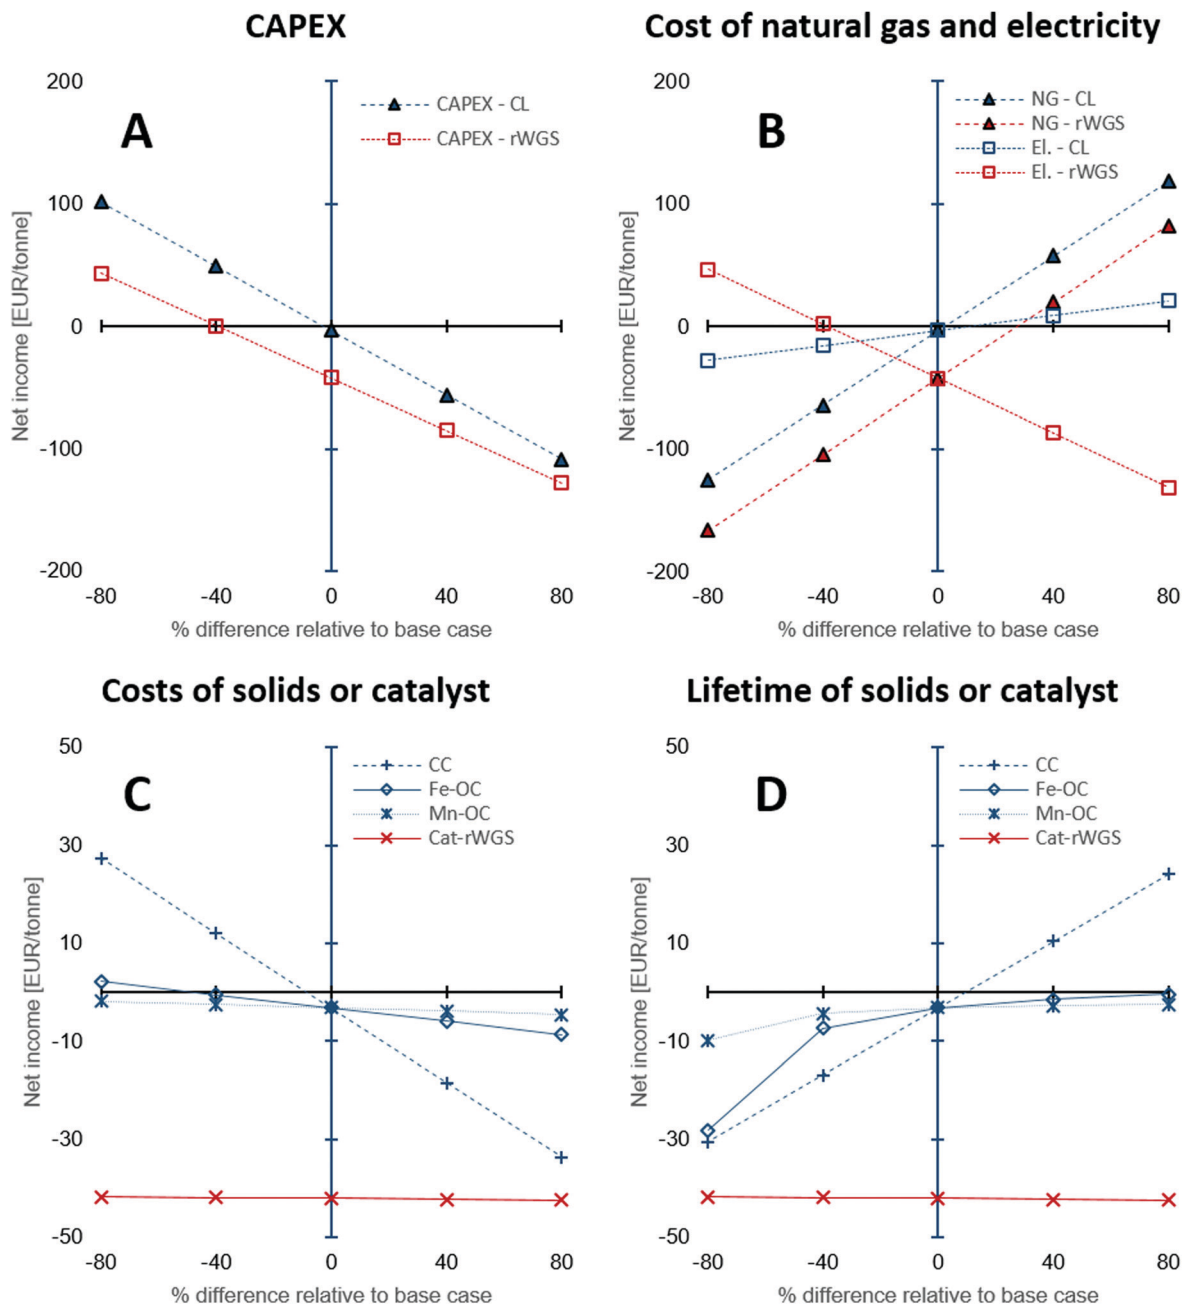 CAPEX
200
100
0
-100
-200
Net income [EUR/tonne]
A
CAPEX - CL
CAPEX - rWGS
-80
-40
0
40
80
% difference relative to base case
Cost of natural gas and electricity
200
100
0
-100
-200
Net income [EUR/tonne]
B
NG - CL
NG - rWGS
El. - CL
El. - rWGS
-80
-40
0
40
80
% difference relative to base case
Costs of solids or catalyst
50
30
10
-10
-30
-50
Net income [EUR/tonne]
C
CC
Fe-OC
Mn-OC
Cat-rWGS
-80
-40
0
40
80
% difference relative to base case
Lifetime of solids or catalyst
50
30
10
-10
-30
-50
Net income [EUR/tonne]
D
CC
Fe-OC
Mn-OC
Cat-rWGS
-80
-40
0
40
80
% difference relative to base case